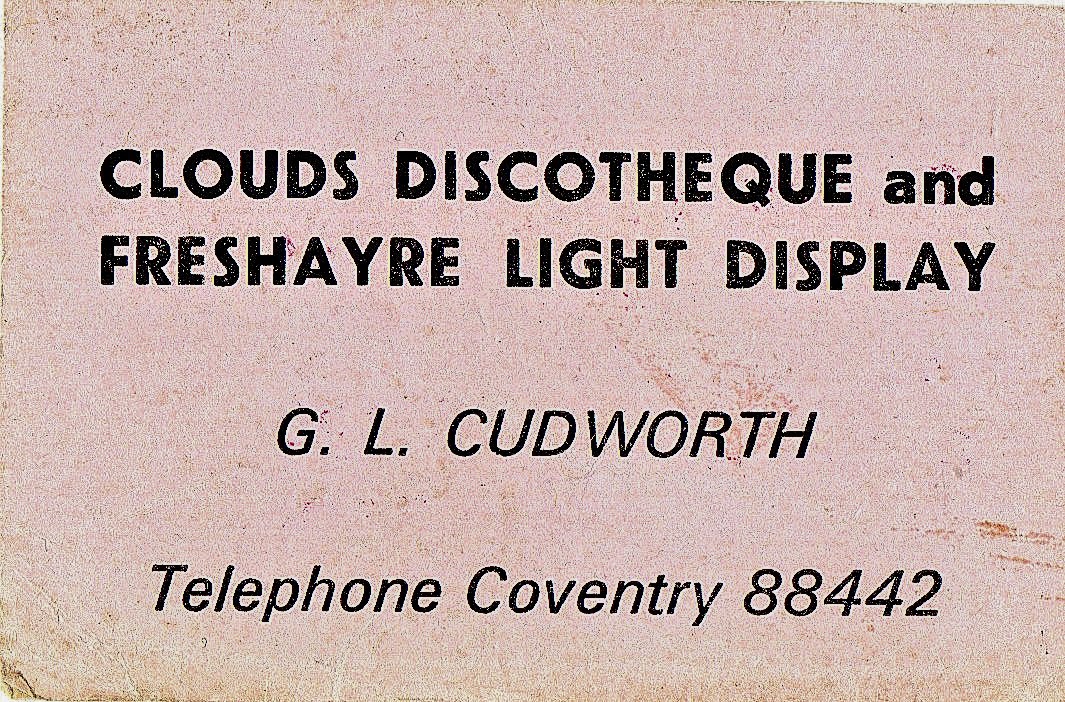 CLOUDS DISCOTHEQUE and
FRESHAYRE LIGHT DISPLAY
G. L. CUDWORTH
Telephone Coventry 88442